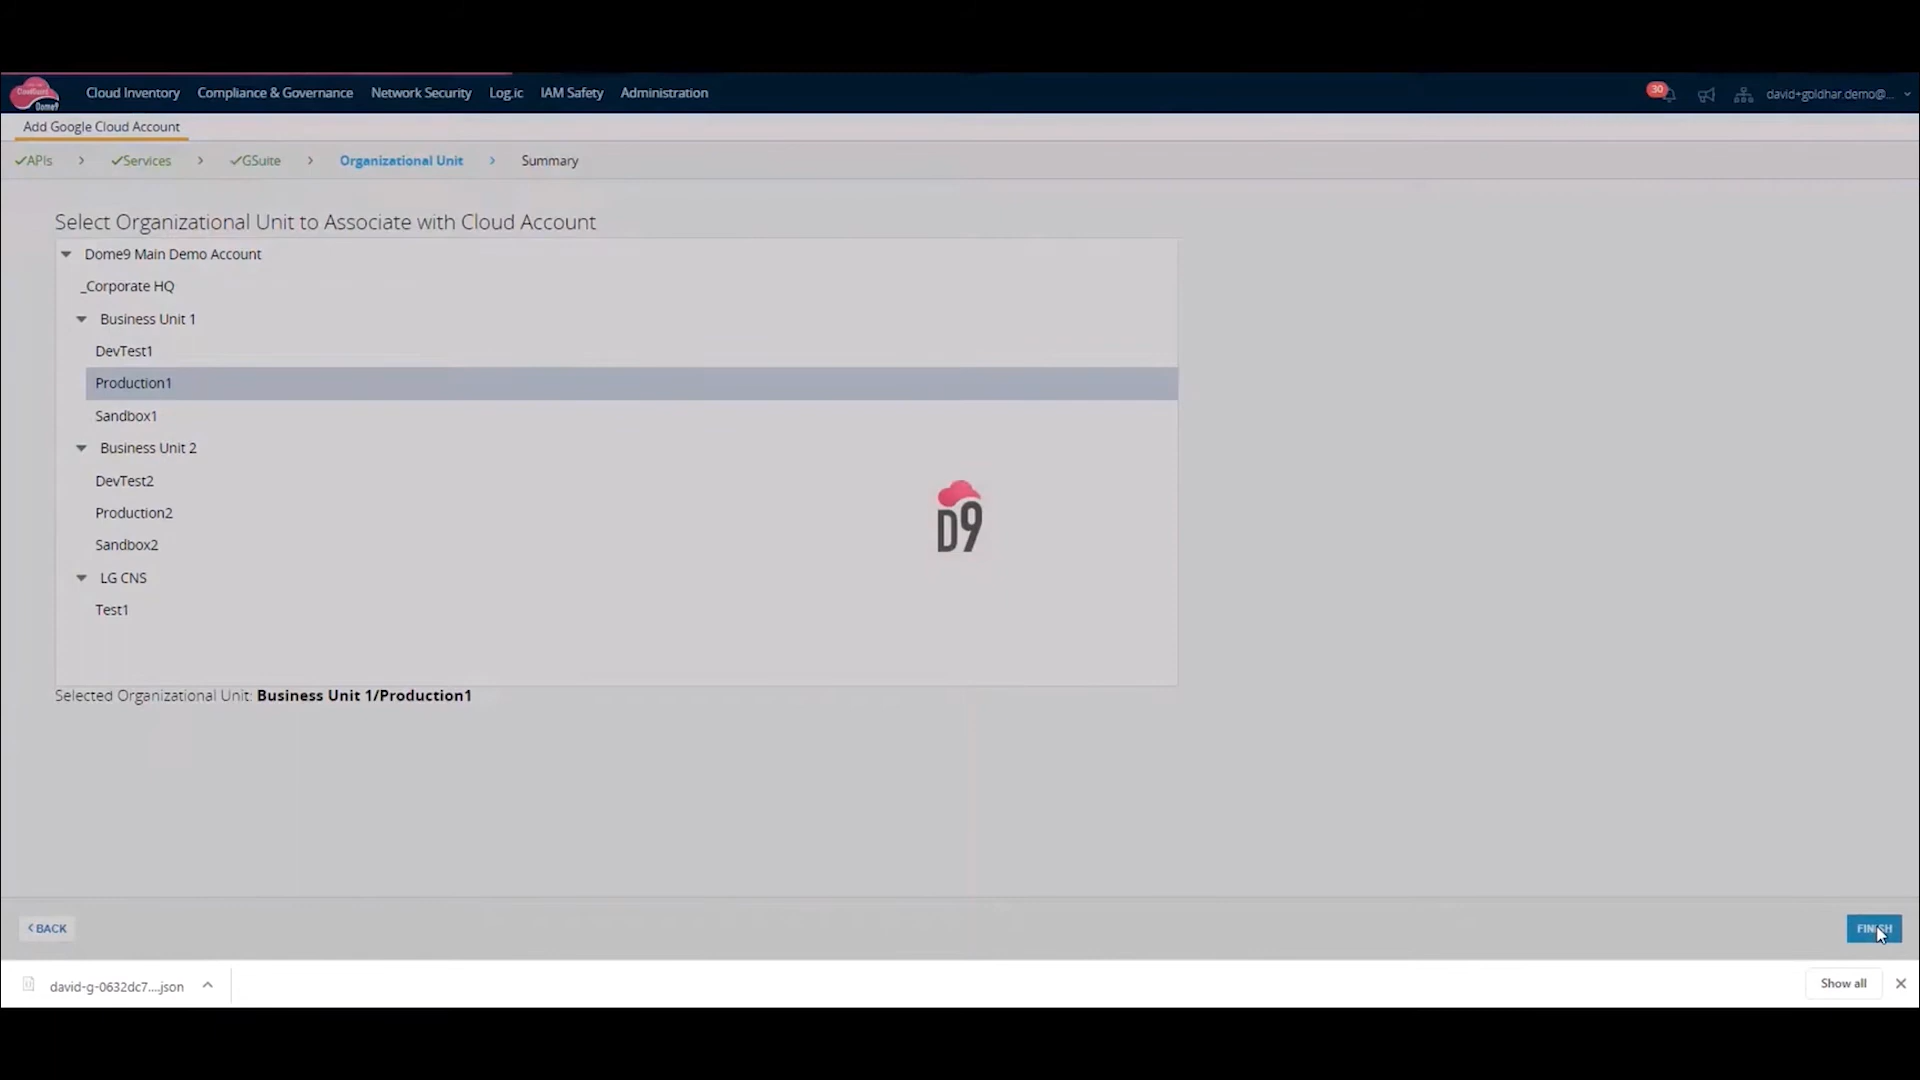 Dome9
Cloud Inventory Compliance & Governance Network Security Log.ic IAM Safety Administration 30 david+goldhar.demo@...
Add Google Cloud Account
APIs > Services > GSuite > Organizational Unit > Summary
Select Organizational Unit to Associate with Cloud Account
Dome9 Main Demo Account
_Corporate HQ
Business Unit 1
DevTest1
Production1
Sandbox1
Business Unit 2
DevTest2
Production2
Sandbox2
LG CNS
Test1
D9
Selected Organizational Unit: Business Unit 1/Production1
BACK
FINISH
david-g-0632dc7....json
Show all